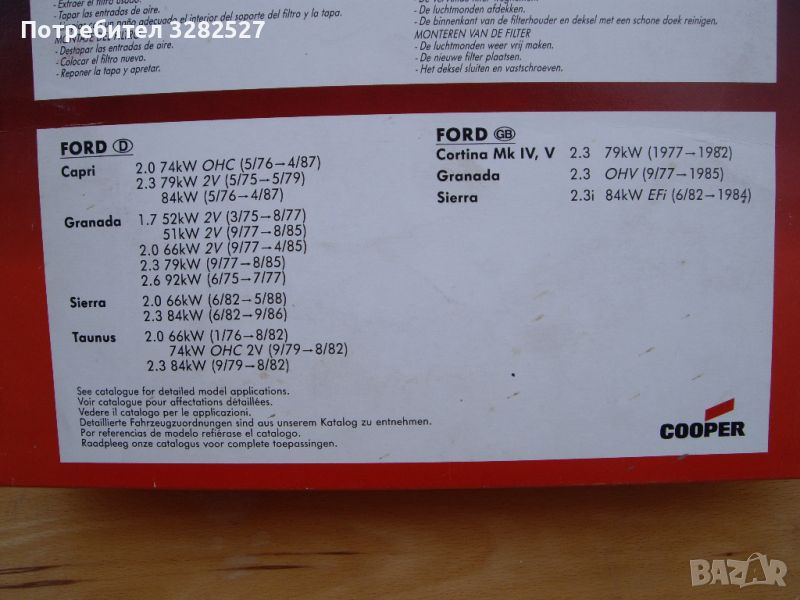 - Extraer el filtro usado.
- Tapar las entradas de aire.
- Limpiar con un paño adecuado el interior del soporte del filtro y la tapa.
MONTAJE DEL FILTRO
- Destapar las entradas de aire.
- Colocar el filtro nuevo.
- Reponer la tapa y apretar.
- De luchtmonden afdekken.
- De binnenkant van de filterhouder en deksel met een schone doek reinigen.
MONTEREN VAN DE FILTER
- De luchtmonden weer vrij maken.
- De nieuwe filter plaatsen.
- Het deksel sluiten en vastschroeven.
Потребител 3282527
FORD D
Capri 2.0 74kW OHC (5/76→4/87)
2.3 79kW 2V (5/75→5/79)
84kW (5/76→4/87)
Granada 1.7 52kW 2V (3/75→8/77)
51kW 2V (9/77→8/85)
2.0 66kW 2V (9/77→4/85)
2.3 79kW (9/77→8/85)
2.6 92kW (6/75→7/77)
Sierra 2.0 66kW (6/82→5/88)
2.3 84kW (6/82→9/86)
Taunus 2.0 66kW (1/76→8/82)
74kW OHC 2V (9/79→8/82)
2.3 84kW (9/79→8/82)
FORD GB
Cortina Mk IV, V 2.3 79kW (1977→1982)
Granada 2.3 OHV (9/77→1985)
Sierra 2.3i 84kW EFi (6/82→1984)
See catalogue for detailed model applications.
Voir catalogue pour affectations détaillées.
Vedere il catalogo per le applicazioni.
Detaillierte Fahrzeugzuordnungen sind aus unserem Katalog zu entnehmen.
Por referencias de modelo refiérase el catalogo.
Raadpleeg onze catalogus voor complete toepassingen.
COOPER
BAZAR